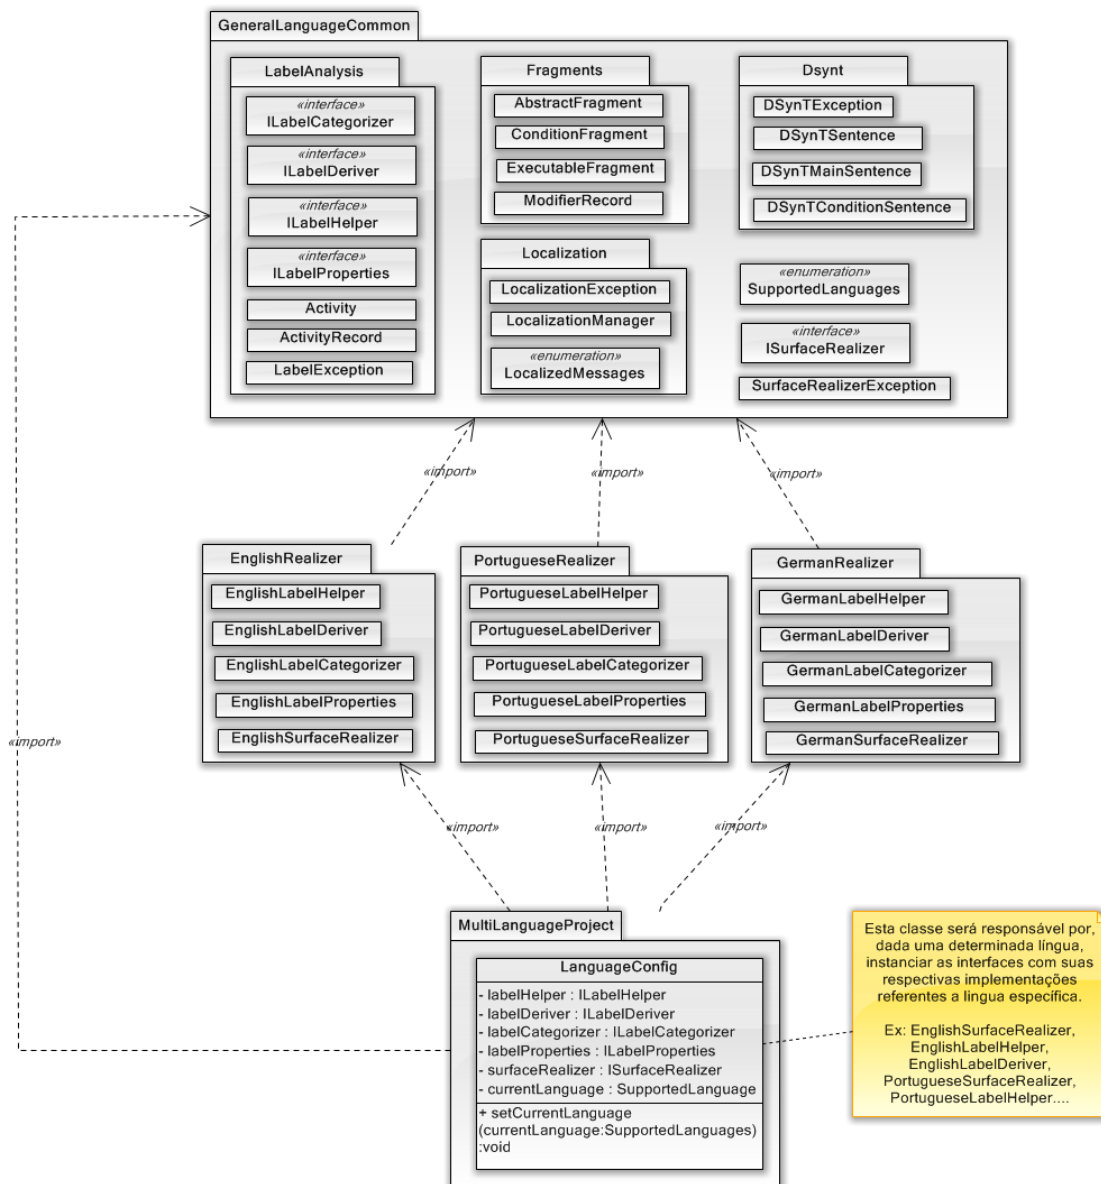 GeneralLanguageCommon
LabelAnalysis
«interface»
ILabelCategorizer
«interface»
ILabelDeriver
«interface»
ILabelHelper
«interface»
ILabelProperties
Activity
ActivityRecord
LabelException
Fragments
AbstractFragment
ConditionFragment
ExecutableFragment
ModifierRecord
Localization
LocalizationException
LocalizationManager
«enumeration»
LocalizedMessages
Dsynt
DSynTException
DSynTSentence
DSynTMainSentence
DSynTConditionSentence
«enumeration»
SupportedLanguages
«interface»
ISurfaceRealizer
SurfaceRealizerException
«import»
«import»
«import»
EnglishRealizer
EnglishLabelHelper
EnglishLabelDeriver
EnglishLabelCategorizer
EnglishLabelProperties
EnglishSurfaceRealizer
PortugueseRealizer
PortugueseLabelHelper
PortugueseLabelDeriver
PortugueseLabelCategorizer
PortugueseLabelProperties
PortugueseSurfaceRealizer
GermanRealizer
GermanLabelHelper
GermanLabelDeriver
GermanLabelCategorizer
GermanLabelProperties
GermanSurfaceRealizer
«import»
«import»
«import»
«import»
MultiLanguageProject
LanguageConfig
- labelHelper : ILabelHelper
- labelDeriver : ILabelDeriver
- labelCategorizer : ILabelCategorizer
- labelProperties : ILabelProperties
- surfaceRealizer : ISurfaceRealizer
- currentLanguage : SupportedLanguage
+ setCurrentLanguage
(currentLanguage:SupportedLanguages)
:void
Esta classe será responsável por,
dada uma determinada língua,
instanciar as interfaces com suas
respectivas implementações
referentes a lingua específica.
Ex: EnglishSurfaceRealizer,
EnglishLabelHelper,
EnglishLabelDeriver,
PortugueseSurfaceRealizer,
PortugueseLabelHelper....